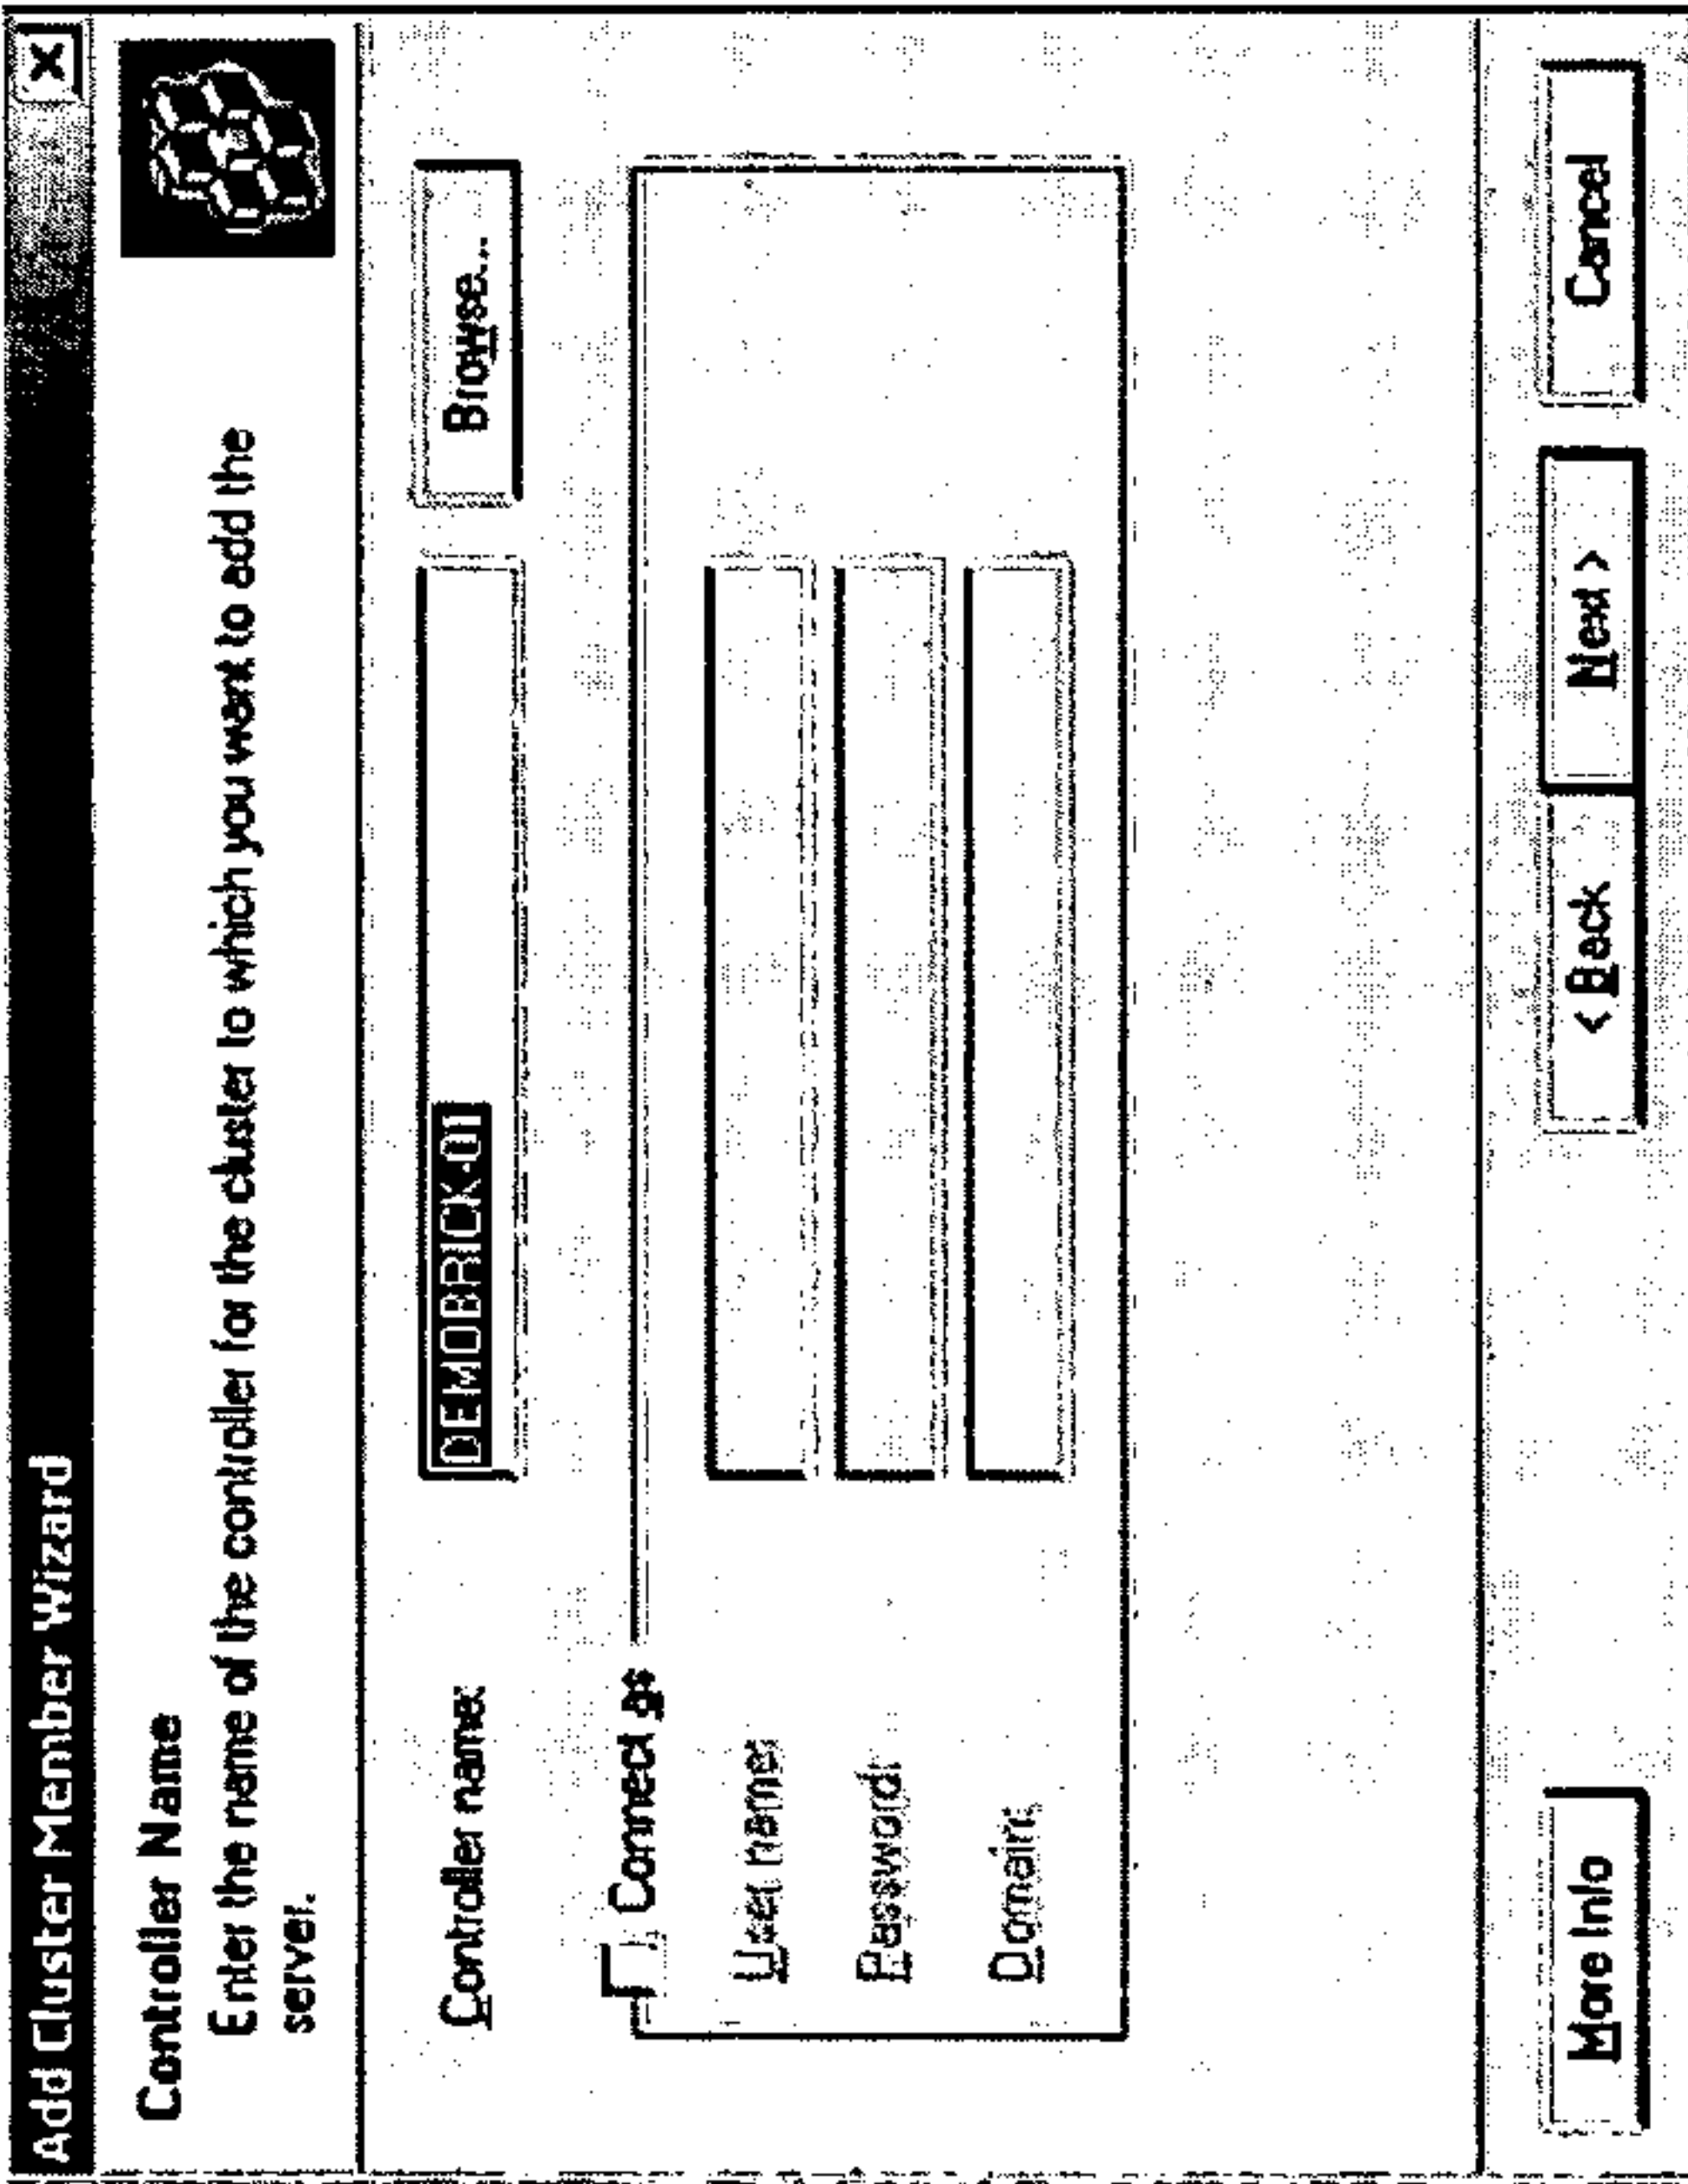 Add Cluster Member Wizard
Controller Name
Enter the name of the controller for the cluster to which you want to add the
server.
Controller name: DEMOBRICK-01 Browse...
Connect as
User name:
Password:
Domain:
More Info < Back Next > Cancel